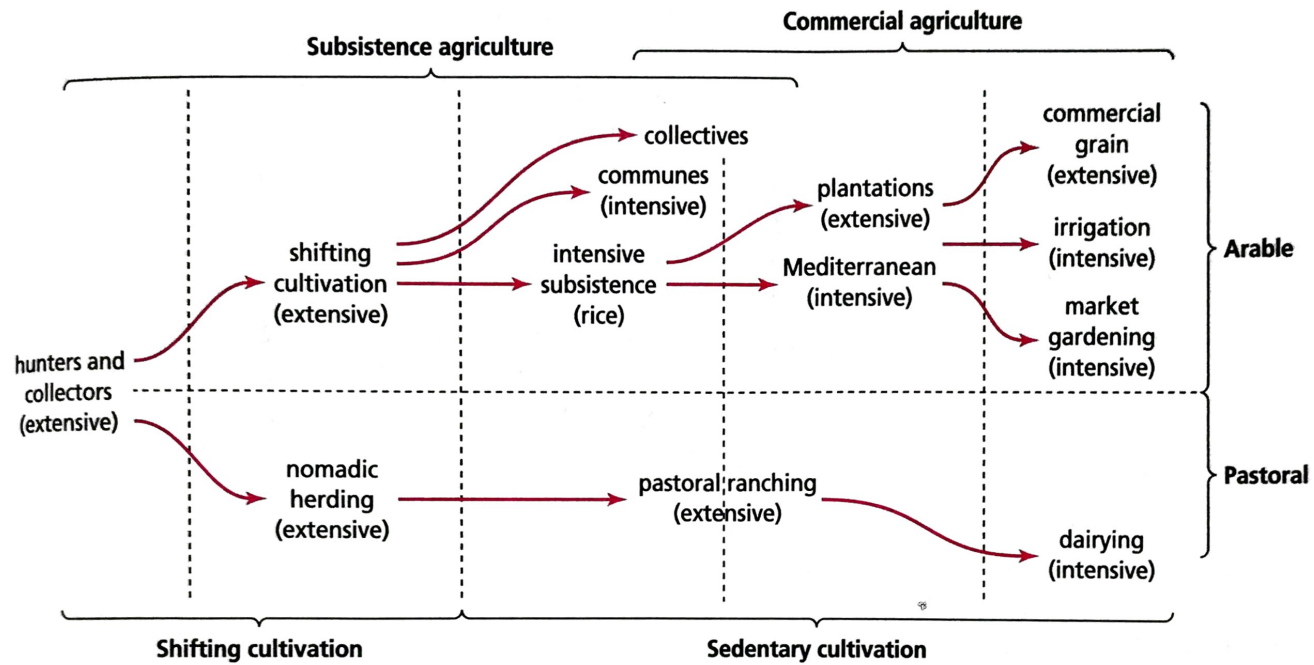 Commercial agriculture
Subsistence agriculture
collectives
communes
(intensive)
shifting
cultivation
(extensive)
intensive
subsistence
(rice)
plantations
(extensive)
Mediterranean
(intensive)
commercial
grain
(extensive)
irrigation
(intensive)
market
gardening
(intensive)
Arable
hunters and
collectors
(extensive)
nomadic
herding
(extensive)
pastoral ranching
(extensive)
dairying
(intensive)
Pastoral
Shifting cultivation
Sedentary cultivation